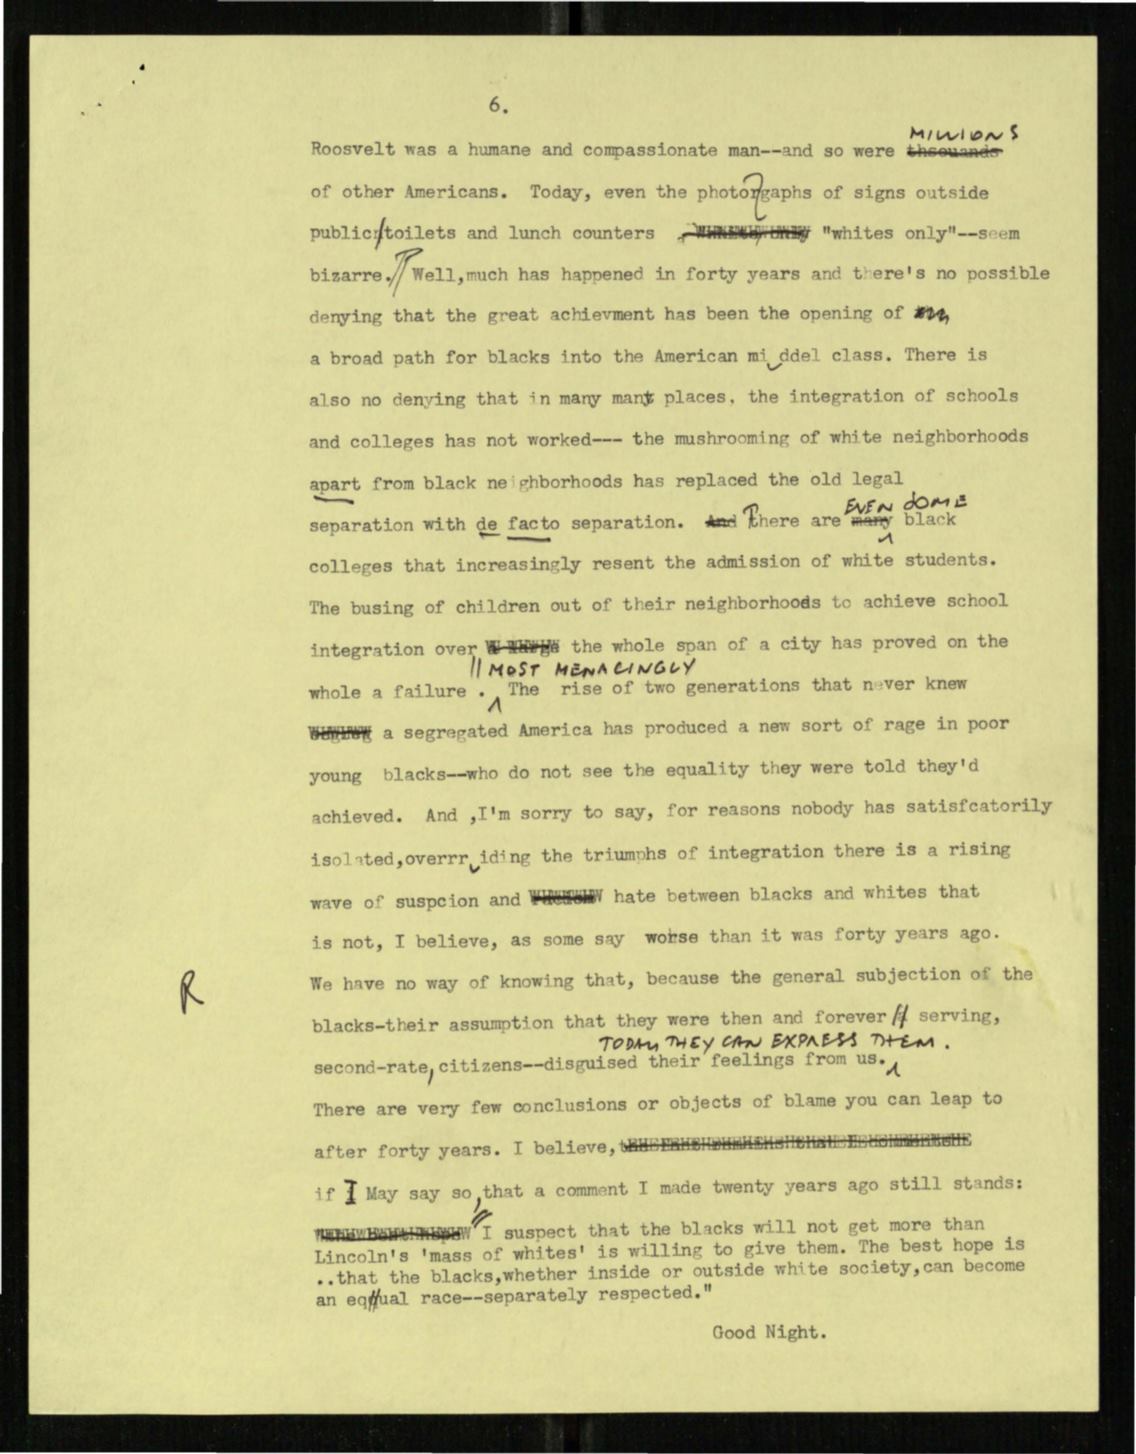 6.
MILLIONS
Roosvelt was a humane and compassionate man--and so were thsouands
of other Americans. Today, even the photorgaphs of signs outside
public toilets and lunch counters "whites only"--seem
bizarre. Well,much has happened in forty years and there's no possible
denying that the great achievment has been the opening of
a broad path for blacks into the American mi ddel class. There is
also no denying that in many many places, the integration of schools
and colleges has not worked--- the mushrooming of white neighborhoods
apart from black neighborhoods has replaced the old legal
EVEN SOME
separation with de facto separation. And There are many black
colleges that increasingly resent the admission of white students.
The busing of children out of their neighborhoods to achieve school
integration over the whole span of a city has proved on the
MOST MENACINGLY
whole a failure . The rise of two generations that never knew
a segregated America has produced a new sort of rage in poor
young blacks--who do not see the equality they were told they'd
achieved. And ,I'm sorry to say, for reasons nobody has satisfcatorily
isolated,overrr iding the triumphs of integration there is a rising
wave of suspcion and hate between blacks and whites that
is not, I believe, as some say worse than it was forty years ago.
We have no way of knowing that, because the general subjection of the
R
blacks-their assumption that they were then and forever serving,
TODAY THEY CAN EXPRESS THEM.
second-rate, citizens--disguised their feelings from us.
There are very few conclusions or objects of blame you can leap to
after forty years. I believe,
if I May say so,that a comment I made twenty years ago still stands:
"I suspect that the blacks will not get more than
Lincoln's 'mass of whites' is willing to give them. The best hope is
..that the blacks,whether inside or outside white society,can become
an equal race--separately respected."
Good Night.